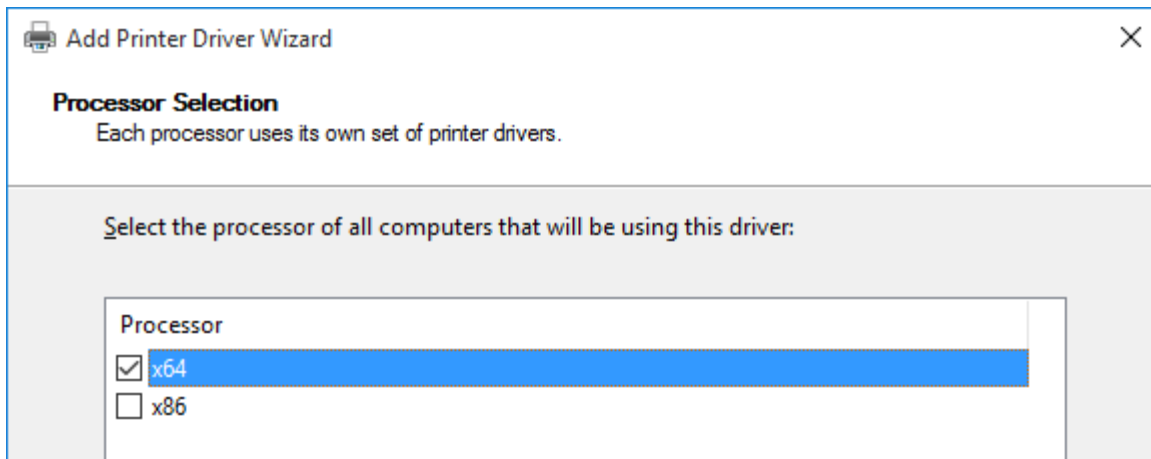 Add Printer Driver Wizard
Processor Selection
Each processor uses its own set of printer drivers.
Select the processor of all computers that will be using this driver:
Processor
x64
x86